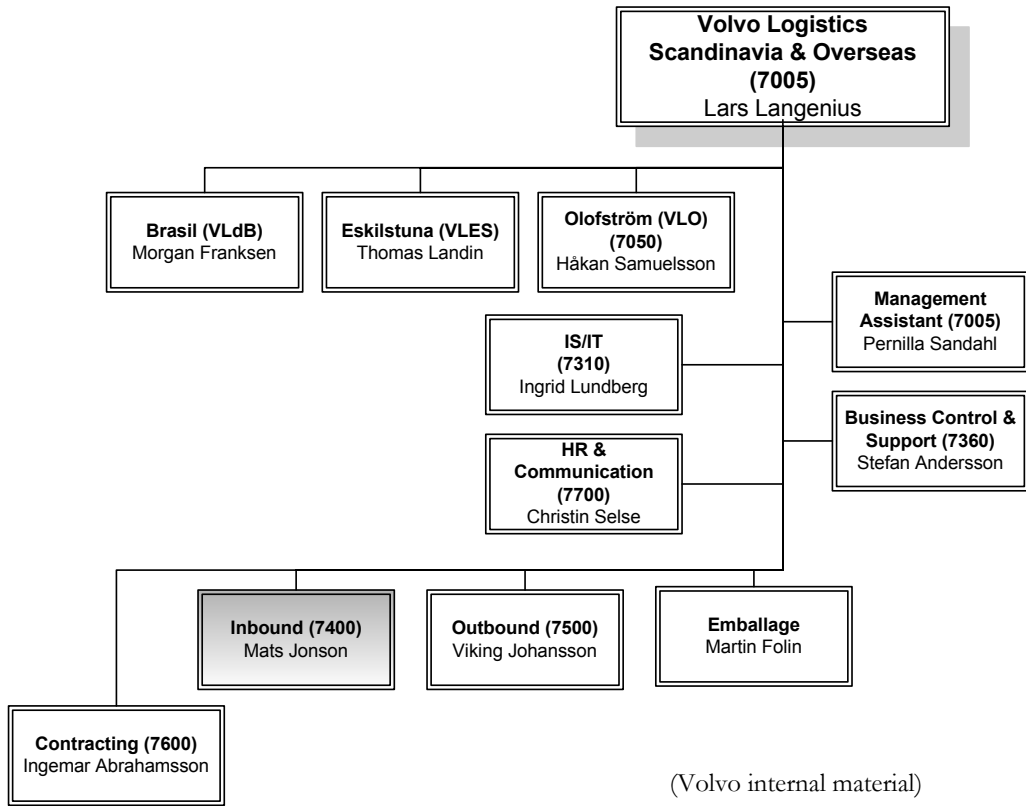 Volvo Logistics
Scandinavia & Overseas
(7005)
Lars Langenius
Brasil (VLdB)
Morgan Franksen
Eskilstuna (VLES)
Thomas Landin
Olofström (VLO)
(7050)
Håkan Samuelsson
Management
Assistant (7005)
Pernilla Sandahl
IS/IT
(7310)
Ingrid Lundberg
Business Control &
Support (7360)
Stefan Andersson
HR &
Communication
(7700)
Christin Selse
Inbound (7400)
Mats Jonson
Outbound (7500)
Viking Johansson
Emballage
Martin Folin
Contracting (7600)
Ingemar Abrahamsson
(Volvo internal material)